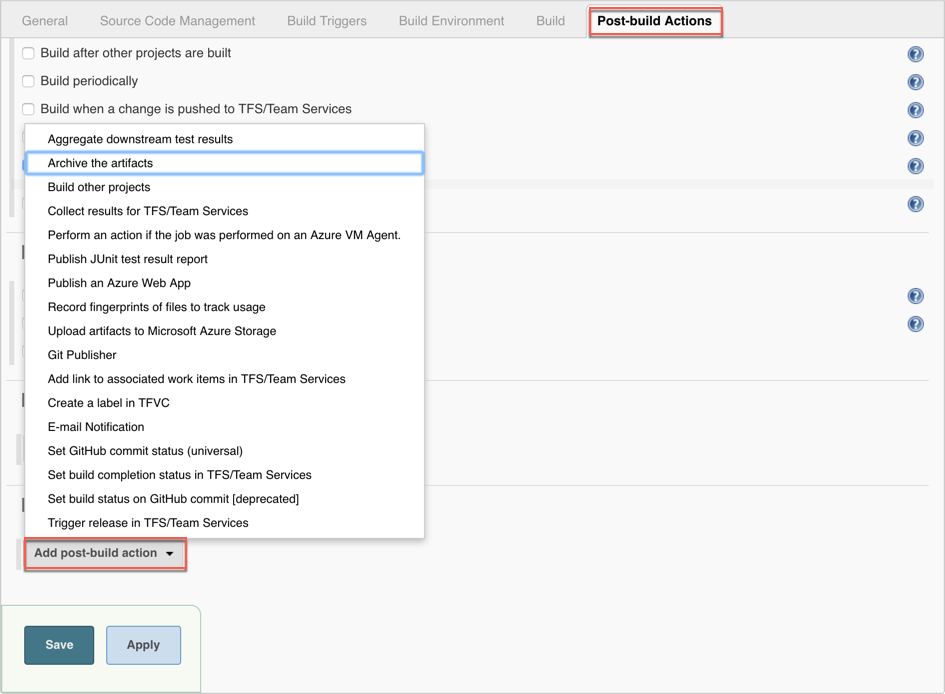 General Source Code Management Build Triggers Build Environment Build Post-build Actions
Build after other projects are built
Build periodically
Build when a change is pushed to TFS/Team Services
Aggregate downstream test results
Archive the artifacts
Build other projects
Collect results for TFS/Team Services
Perform an action if the job was performed on an Azure VM Agent.
Publish JUnit test result report
Publish an Azure Web App
Record fingerprints of files to track usage
Upload artifacts to Microsoft Azure Storage
Git Publisher
Add link to associated work items in TFS/Team Services
Create a label in TFVC
E-mail Notification
Set GitHub commit status (universal)
Set build completion status in TFS/Team Services
Set build status on GitHub commit [deprecated]
Trigger release in TFS/Team Services
Add post-build action
Save Apply